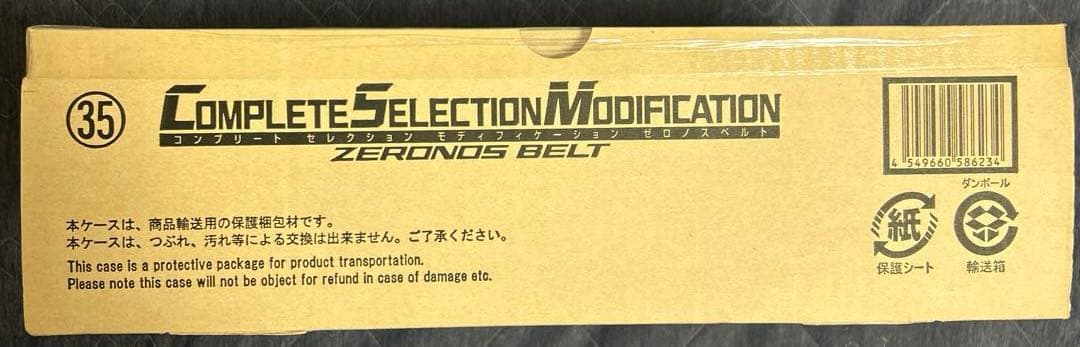 35
COMPLETE SELECTION MODIFICATION
コンプリート セレクション モディフィケーション ゼロノスベルト
ZERONOS BELT
4 549660 586234
本ケースは、商品輸送用の保護梱包材です。
本ケースは、つぶれ、汚れ等による交換は出来ません。ご了承ください。
This case is a protective package for product transportation.
Please note this case will not be object for refund in case of damage etc.
ダンボール
紙
保護シート
輸送箱